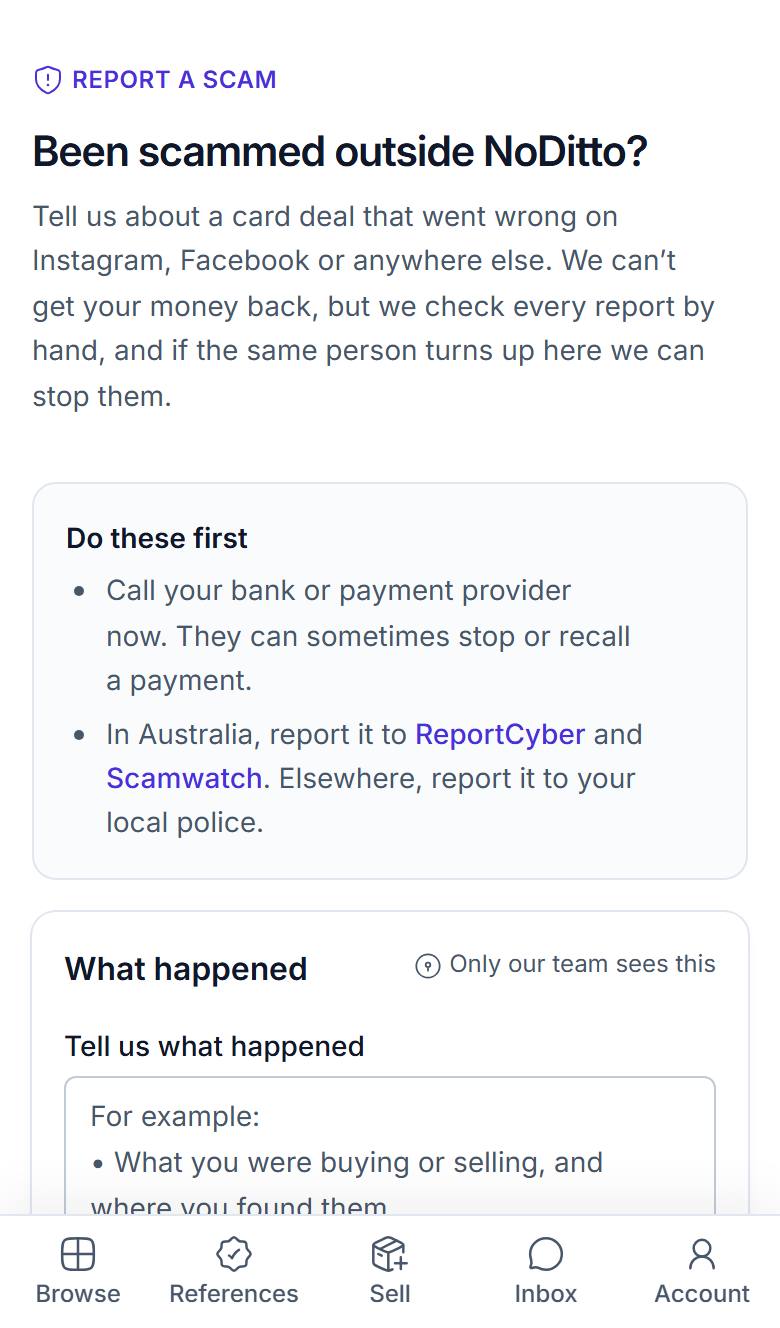 REPORT A SCAM
Been scammed outside NoDitto?
Tell us about a card deal that went wrong on
Instagram, Facebook or anywhere else. We can’t
get your money back, but we check every report by
hand, and if the same person turns up here we can
stop them.
Do these first
• Call your bank or payment provider
now. They can sometimes stop or recall
a payment.
• In Australia, report it to ReportCyber and
Scamwatch. Elsewhere, report it to your
local police.
What happened
Only our team sees this
Tell us what happened
For example:
• What you were buying or selling, and
where you found them
Browse
References
Sell
Inbox
Account